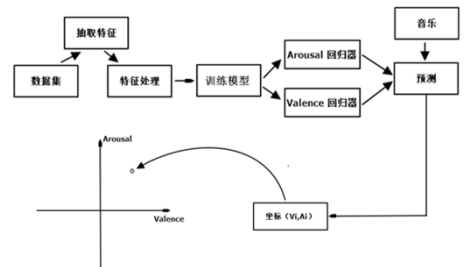 抽取特征
音乐
Arousal 回归器
数据集
特征处理
训练模型
预测
Valence 回归器
Arousal
Valence
坐标（Vi,Ai）